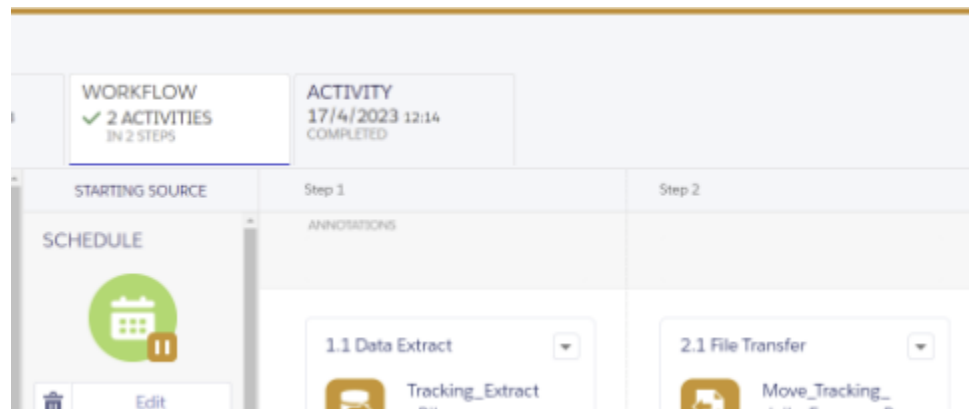 WORKFLOW
2 ACTIVITIES
IN 2 STEPS
ACTIVITY
17/4/2023 12:14
COMPLETED
STARTING SOURCE
Step 1
Step 2
SCHEDULE
ANNOTATIONS
1.1 Data Extract
2.1 File Transfer
Tracking_Extract
Move_Tracking_
Edit